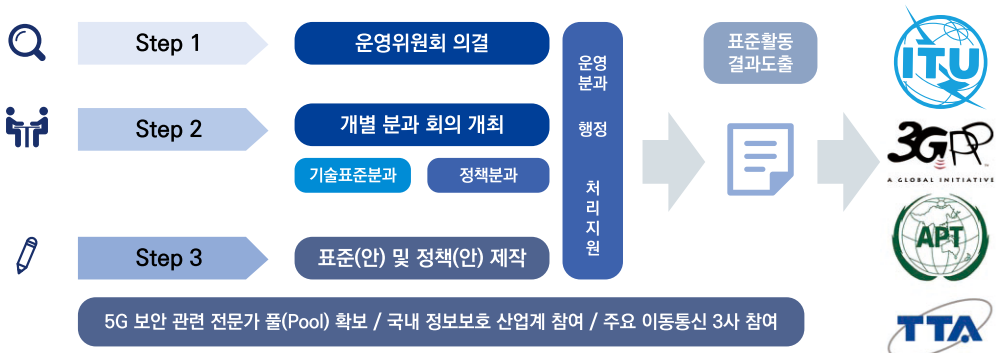 Step 1
운영위원회 의결
Step 2
개별 분과 회의 개최
기술표준분과
정책분과
Step 3
표준(안) 및 정책(안) 제작
운영
분과
행정
처
리
지
원
표준활동
결과도출
ITU
3GPP
TM
A GLOBAL INITIATIVE
APT
TTA
5G 보안 관련 전문가 풀(Pool) 확보 / 국내 정보보호 산업계 참여 / 주요 이동통신 3사 참여